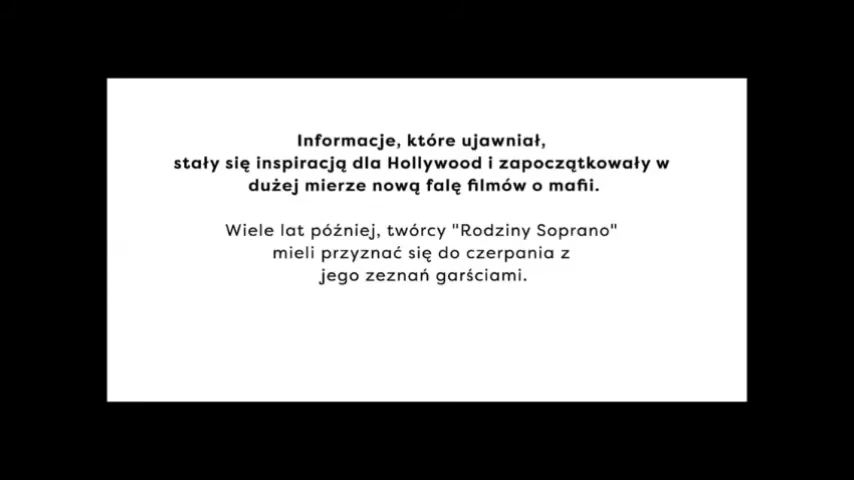 Informacje, które ujawniał,
stały się inspiracją dla Hollywood i zapoczątkowały w
dużej mierze nową falę filmów o mafii.
Wiele lat później, twórcy "Rodziny Soprano"
mieli przyznać się do czerpania z
jego zeznań garściami.